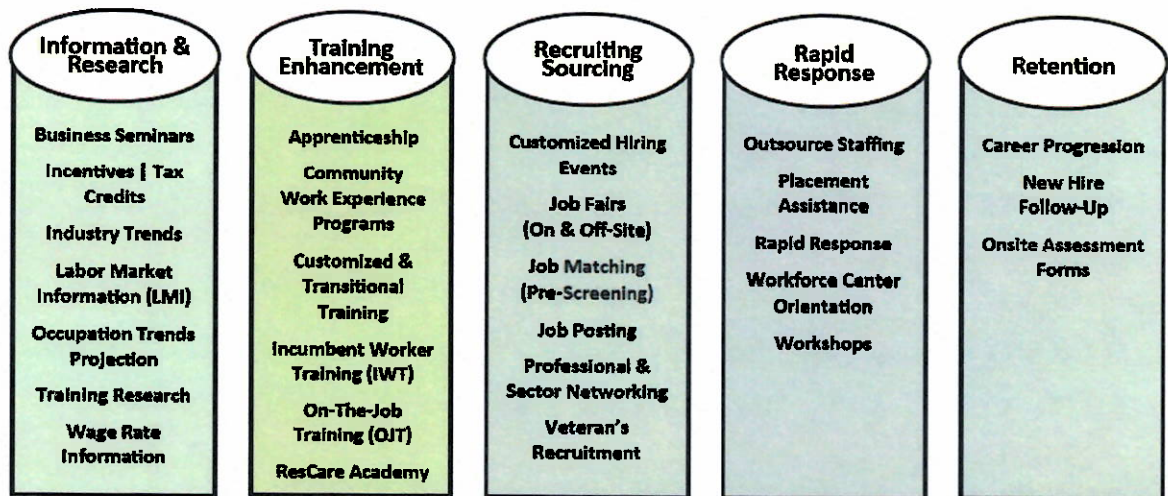 Information &
Research
Business Seminars
Incentives | Tax
Credits
Industry Trends
Labor Market
Information (LMI)
Occupation Trends
Projection
Training Research
Wage Rate
Information
Training
Enhancement
Apprenticeship
Community
Work Experience
Programs
Customized &
Transitional
Training
Incumbent Worker
Training (IWT)
On-The-Job
Training (OJT)
ResCare Academy
Recruiting
Sourcing
Customized Hiring
Events
Job Fairs
(On & Off-Site)
Job Matching
(Pre-Screening)
Job Posting
Professional &
Sector Networking
Veteran's
Recruitment
Rapid
Response
Outsource Staffing
Placement
Assistance
Rapid Response
Workforce Center
Orientation
Workshops
Retention
Career Progression
New Hire
Follow-Up
Onsite Assessment
Forms